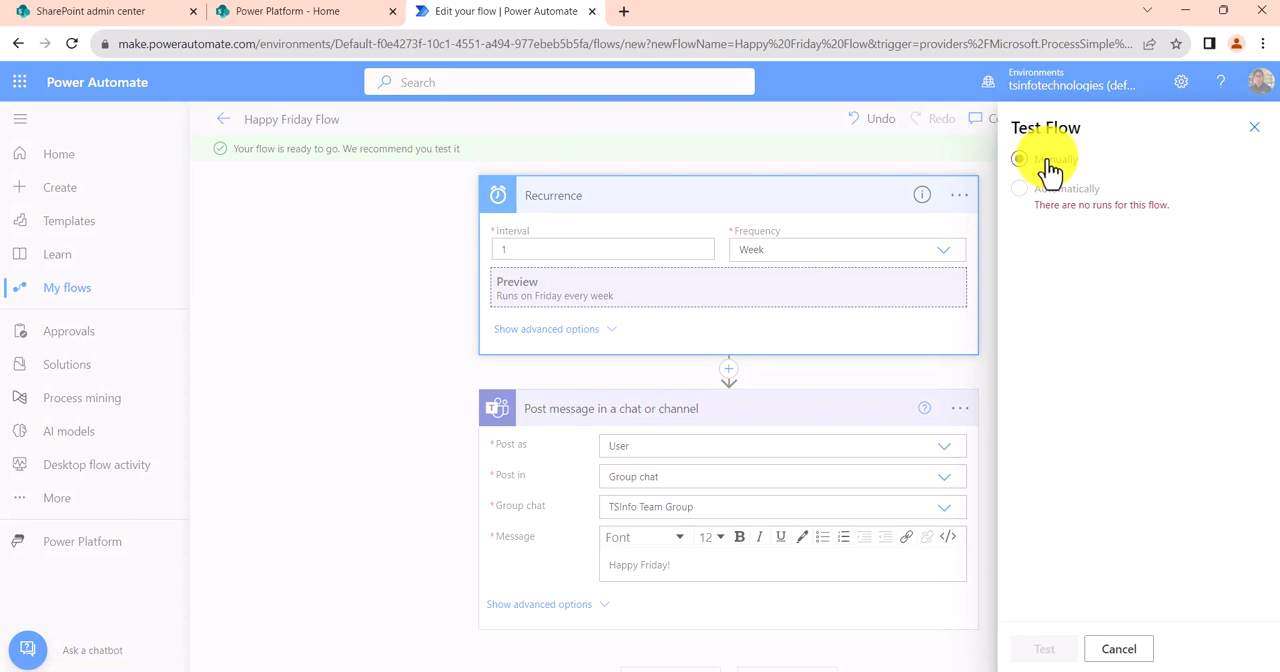 SharePoint admin center
Power Platform - Home
Edit your flow | Power Automate
make.powerautomate.com/environments/Default-f0e4273f-10c1-4551-a494-977ebeb5b5fa/flows/new?newFlowName=Happy%20Friday%20Flow&trigger=providers%2FMicrosoft.ProcessSimple%...
Power Automate
Search
Environments
tsinfotechnologies (def...
Happy Friday Flow
Undo
Redo
Your flow is ready to go. We recommend you test it
Home
Create
Templates
Learn
My flows
Approvals
Solutions
Process mining
AI models
Desktop flow activity
More
Power Platform
Ask a chatbot
Recurrence
* Interval
* Frequency
1
Week
Preview
Runs on Friday every week
Show advanced options
Post message in a chat or channel
* Post as
User
* Post in
Group chat
* Group chat
TSInfo Team Group
* Message
Font
12
B I U
Happy Friday!
Show advanced options
Test Flow
Manually
Automatically
There are no runs for this flow.
Test
Cancel